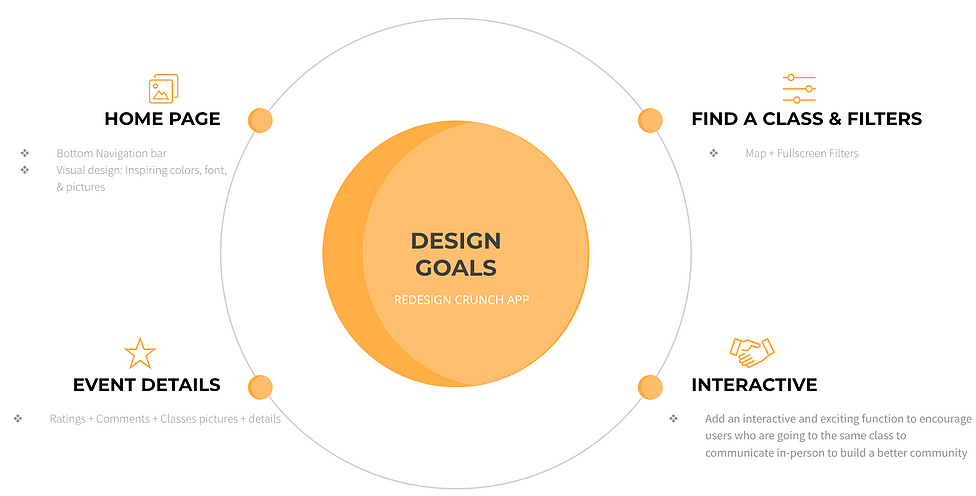 HOME PAGE
❖ Bottom Navigation bar
❖ Visual design: Inspiring colors, font,
& pictures
FIND A CLASS & FILTERS
❖ Map + Fullscreen Filters
DESIGN
GOALS
REDESIGN CRUNCH APP
EVENT DETAILS
❖ Ratings + Comments + Classes pictures + details
INTERACTIVE
❖ Add an interactive and exciting function to encourage
users who are going to the same class to
communicate in-person to build a better community